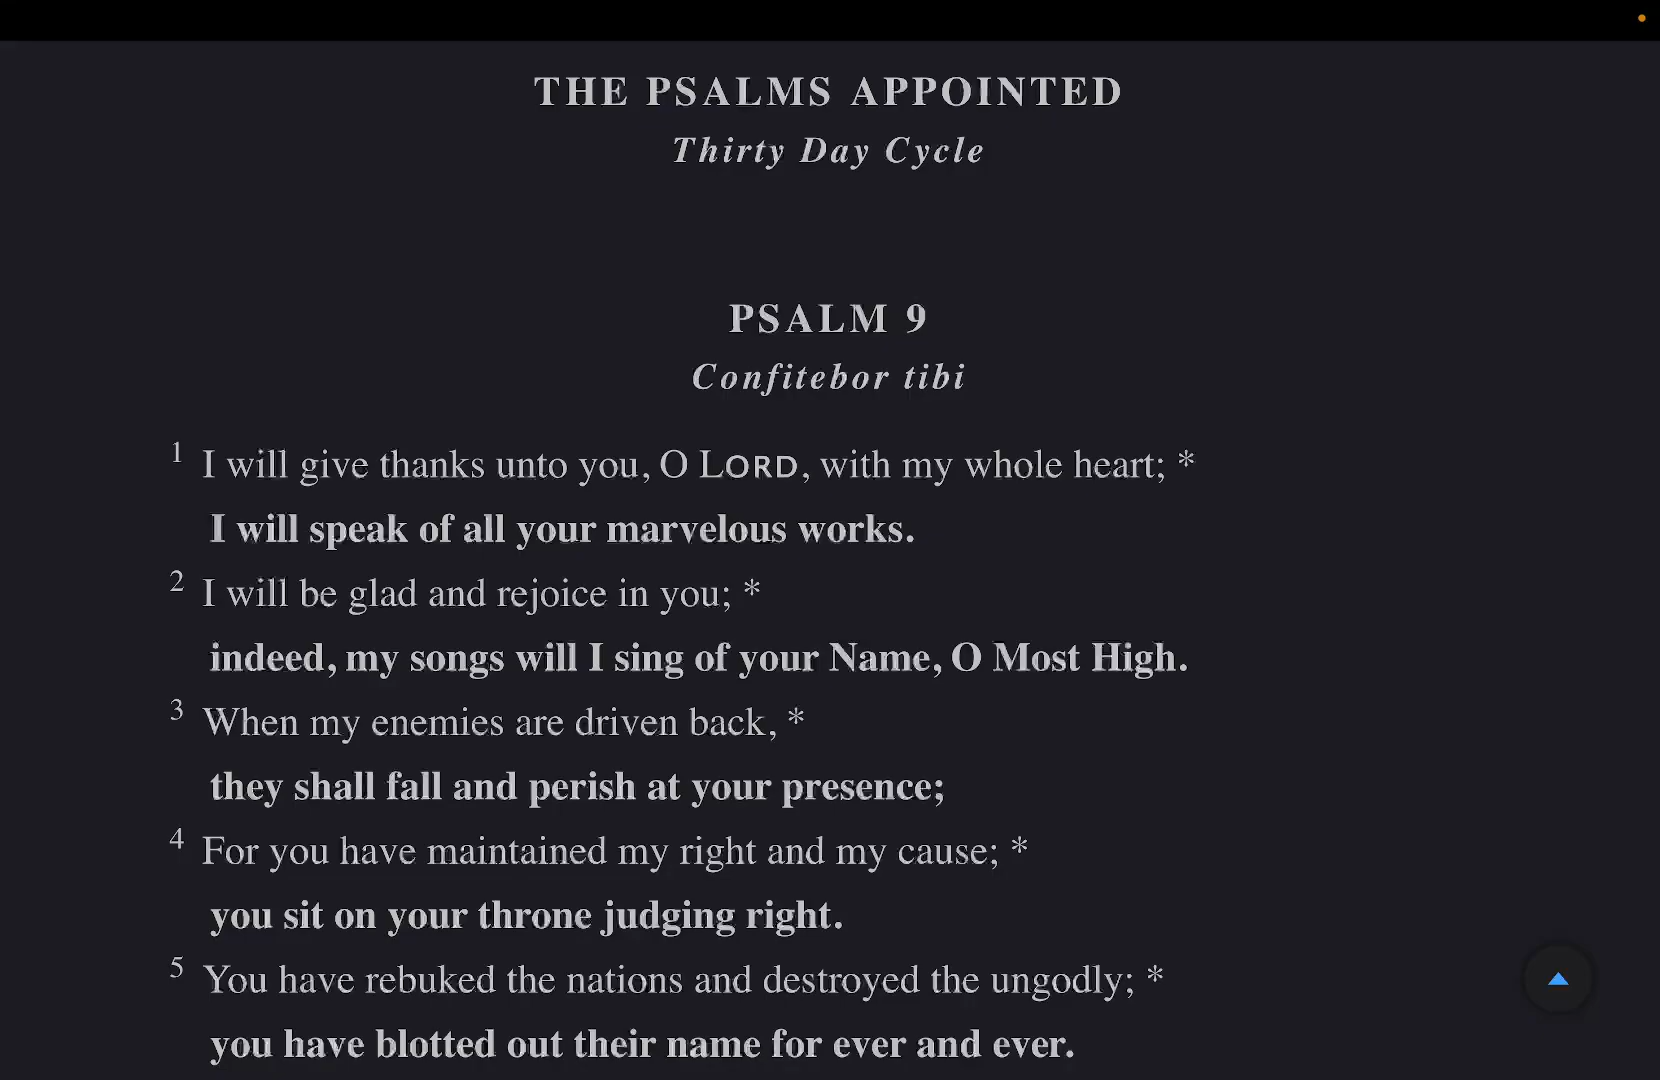 THE PSALMS APPOINTED
Thirty Day Cycle
PSALM 9
Confitebor tibi
1 I will give thanks unto you, O LORD, with my whole heart; *
I will speak of all your marvelous works.
2 I will be glad and rejoice in you; *
indeed, my songs will I sing of your Name, O Most High.
3 When my enemies are driven back, *
they shall fall and perish at your presence;
4 For you have maintained my right and my cause; *
you sit on your throne judging right.
5 You have rebuked the nations and destroyed the ungodly; *
you have blotted out their name for ever and ever.